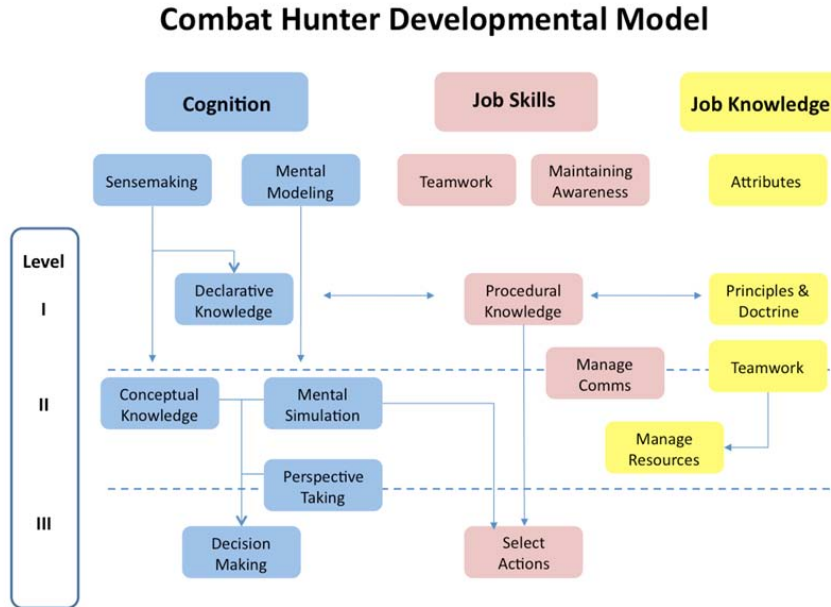 Combat Hunter Developmental Model
Cognition
Job Skills
Job Knowledge
Sensemaking
Mental
Modeling
Teamwork
Maintaining
Awareness
Attributes
Level
I
Declarative
Knowledge
Procedural
Knowledge
Principles &
Doctrine
Manage
Comms
Teamwork
II
Conceptual
Knowledge
Mental
Simulation
Manage
Resources
Perspective
Taking
III
Decision
Making
Select
Actions